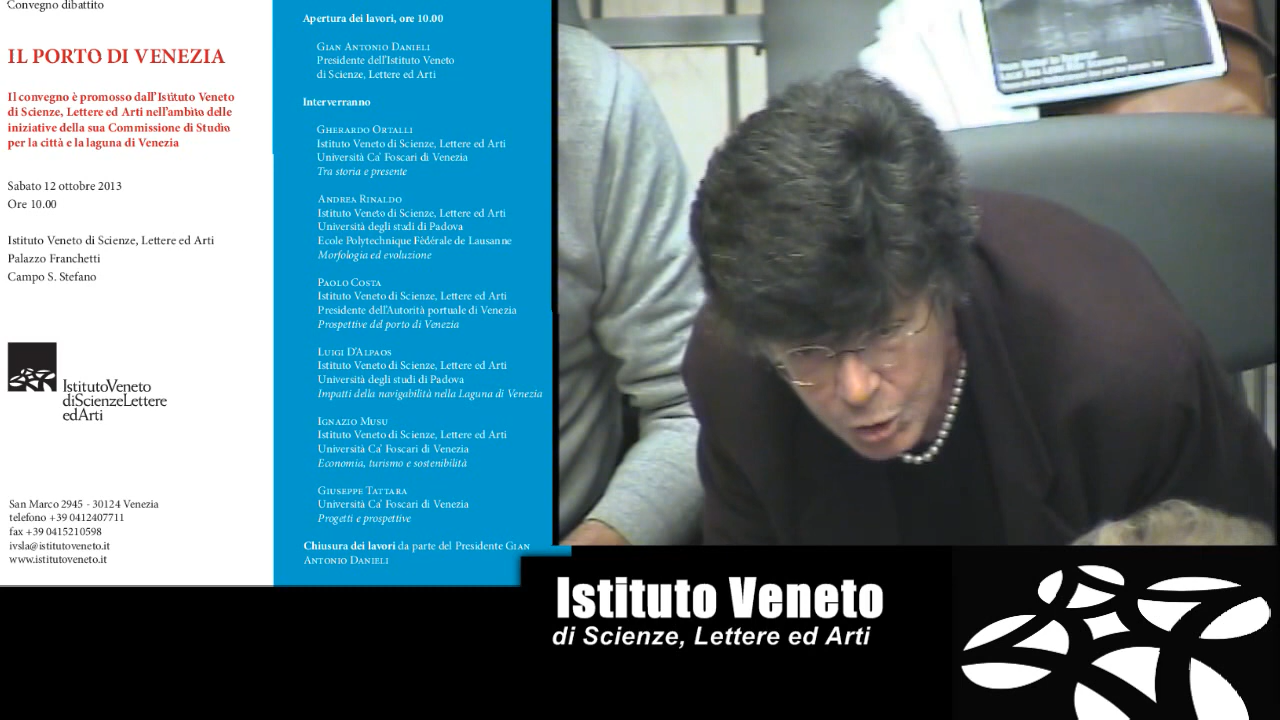 Convegno dibattito
IL PORTO DI VENEZIA
Il convegno è promosso dall'Istituto Veneto
di Scienze, Lettere ed Arti nell'ambito delle
iniziative della sua Commissione di Studio
per la città e la laguna di Venezia
Sabato 12 ottobre 2013
Ore 10.00
Istituto Veneto di Scienze, Lettere ed Arti
Palazzo Franchetti
Campo S. Stefano
IstitutoVeneto
diScienzeLettere
edArti
San Marco 2945 - 30124 Venezia
telefono +39 0412407711
fax +39 0415210598
ivsla@istitutoveneto.it
www.istitutoveneto.it
Apertura dei lavori, ore 10.00
Gian Antonio Danieli
Presidente dell'Istituto Veneto
di Scienze, Lettere ed Arti
Interverranno
Gherardo Ortalli
Istituto Veneto di Scienze, Lettere ed Arti
Università Ca' Foscari di Venezia
Tra storia e presente
Andrea Rinaldo
Istituto Veneto di Scienze, Lettere ed Arti
Università degli studi di Padova
Ecole Polytechnique Fèdérale de Lausanne
Morfologia ed evoluzione
Paolo Costa
Istituto Veneto di Scienze, Lettere ed Arti
Presidente dell'Autorità portuale di Venezia
Prospettive del porto di Venezia
Luigi D'Alpaos
Istituto Veneto di Scienze, Lettere ed Arti
Università degli studi di Padova
Impatti della navigabilità nella Laguna di Venezia
Ignazio Musu
Istituto Veneto di Scienze, Lettere ed Arti
Università Ca' Foscari di Venezia
Economia, turismo e sostenibilità
Giuseppe Tattara
Università Ca' Foscari di Venezia
Progetti e prospettive
Chiusura dei lavori da parte del Presidente Gian
Antonio Danieli
Istituto Veneto
di Scienze, Lettere ed Arti